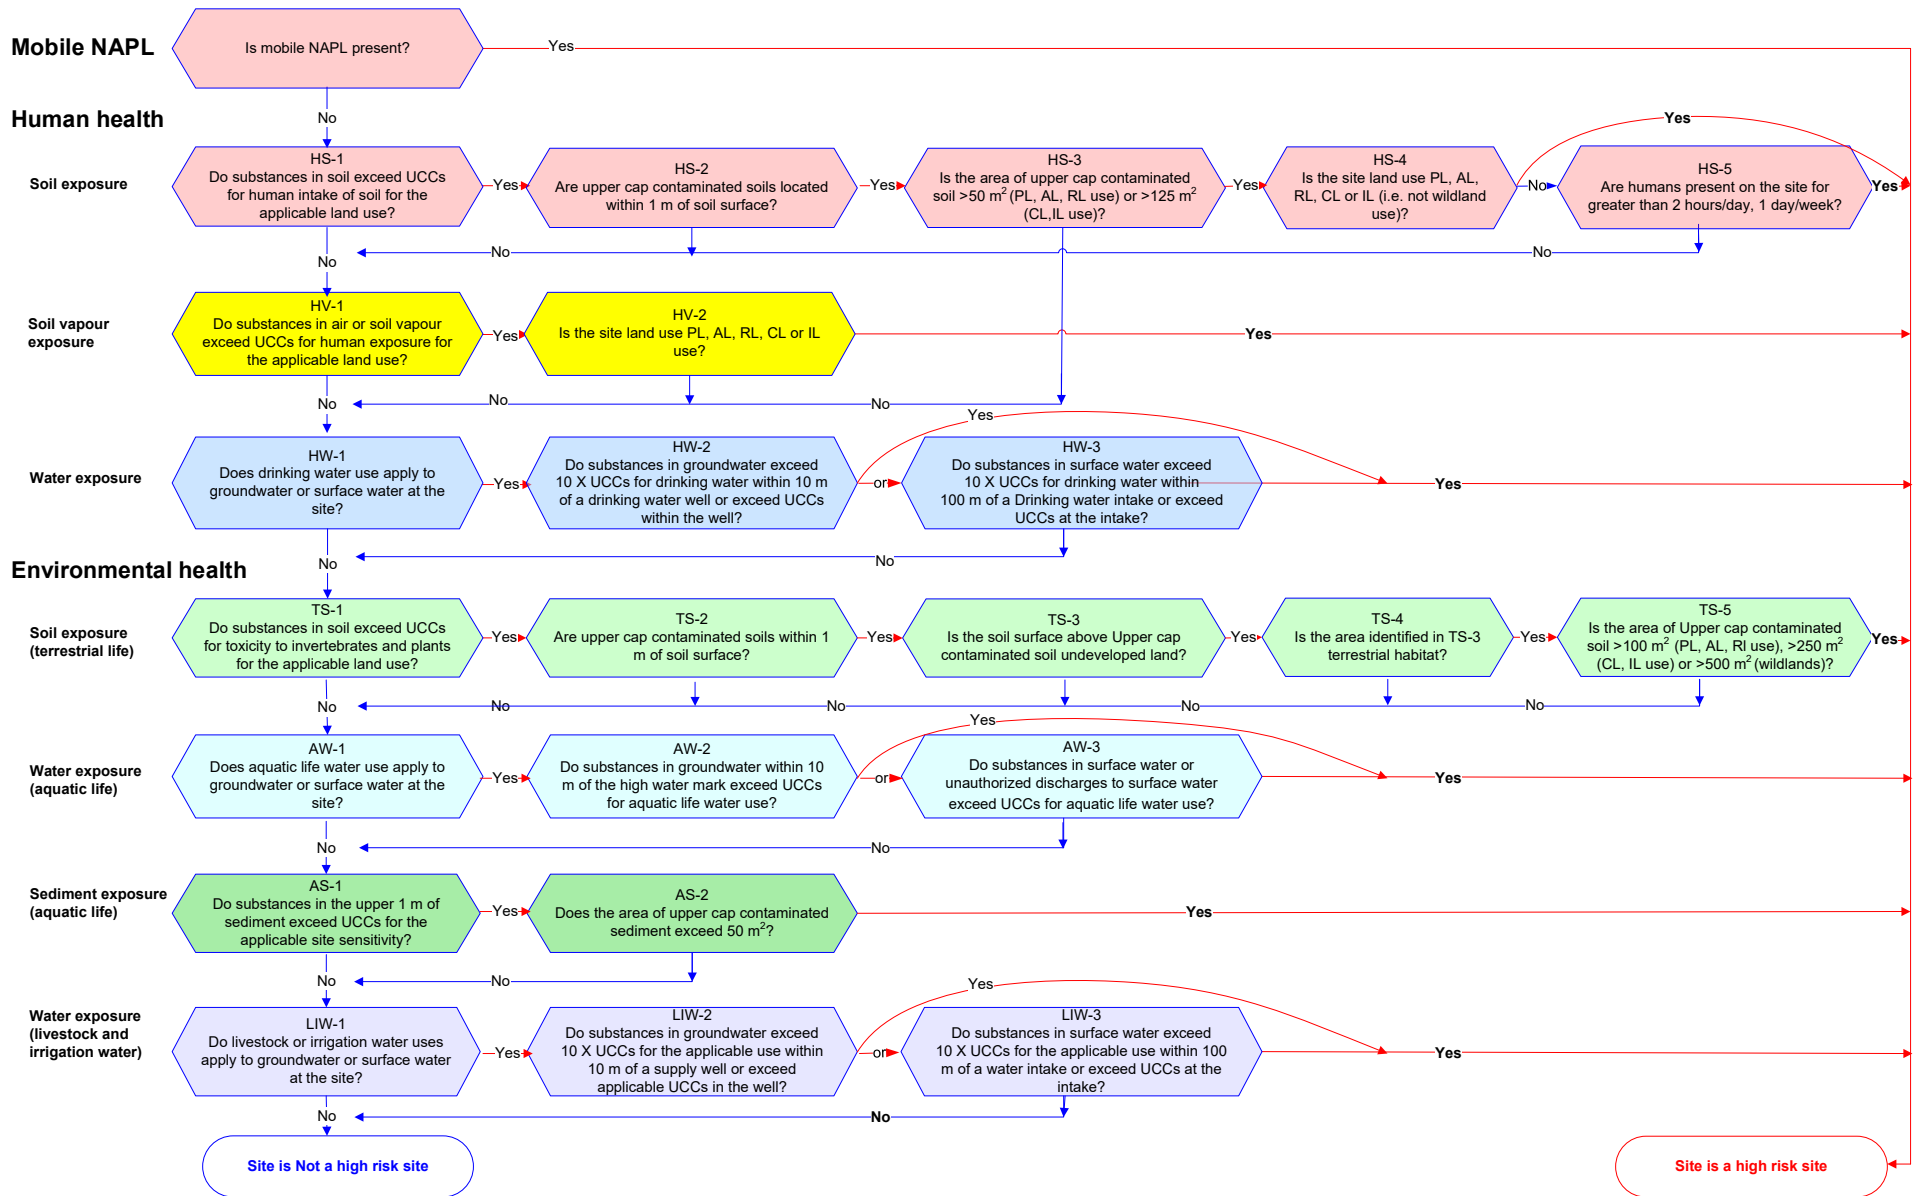 Mobile NAPL
Is mobile NAPL present?
Yes
No
Human health
Soil exposure
HS-1
Do substances in soil exceed UCCs
for human intake of soil for the
applicable land use?
Yes
HS-2
Are upper cap contaminated soils located
within 1 m of soil surface?
Yes
HS-3
Is the area of upper cap contaminated
soil >50 m² (PL, AL, RL use) or >125 m²
(CL,IL use)?
Yes
HS-4
Is the site land use PL, AL,
RL, CL or IL (i.e. not wildland
use)?
Yes
No
HS-5
Are humans present on the site for
greater than 2 hours/day, 1 day/week?
Yes
No
No
No
Soil vapour
exposure
HV-1
Do substances in air or soil vapour
exceed UCCs for human exposure for
the applicable land use?
Yes
HV-2
Is the site land use PL, AL, RL, CL or IL
use?
Yes
No
No
No
Water exposure
HW-1
Does drinking water use apply to
groundwater or surface water at the
site?
Yes
HW-2
Do substances in groundwater exceed
10 X UCCs for drinking water within 10 m
of a drinking water well or exceed UCCs
within the well?
Yes
or
HW-3
Do substances in surface water exceed
10 X UCCs for drinking water within
100 m of a Drinking water intake or exceed
UCCs at the intake?
Yes
No
No
Environmental health
Soil exposure
(terrestrial life)
TS-1
Do substances in soil exceed UCCs
for toxicity to invertebrates and plants
for the applicable land use?
Yes
TS-2
Are upper cap contaminated soils within 1
m of soil surface?
Yes
TS-3
Is the soil surface above Upper cap
contaminated soil undeveloped land?
Yes
TS-4
Is the area identified in TS-3
terrestrial habitat?
Yes
TS-5
Is the area of Upper cap contaminated
soil >100 m² (PL, AL, Rl use), >250 m²
(CL, IL use) or >500 m² (wildlands)?
Yes
No
No
No
No
No
Water exposure
(aquatic life)
AW-1
Does aquatic life water use apply to
groundwater or surface water at the
site?
Yes
AW-2
Do substances in groundwater within 10
m of the high water mark exceed UCCs
for aquatic life water use?
Yes
or
AW-3
Do substances in surface water or
unauthorized discharges to surface water
exceed UCCs for aquatic life water use?
Yes
No
No
Sediment exposure
(aquatic life)
AS-1
Do substances in the upper 1 m of
sediment exceed UCCs for the
applicable site sensitivity?
Yes
AS-2
Does the area of upper cap contaminated
sediment exceed 50 m²?
Yes
No
No
Water exposure
(livestock and
irrigation water)
LIW-1
Do livestock or irrigation water uses
apply to groundwater or surface water
at the site?
Yes
LIW-2
Do substances in groundwater exceed
10 X UCCs for the applicable use within
10 m of a supply well or exceed
applicable UCCs in the well?
Yes
or
LIW-3
Do substances in surface water exceed
10 X UCCs for the applicable use within 100
m of a water intake or exceed UCCs at the
intake?
Yes
No
No
Site is Not a high risk site
Site is a high risk site